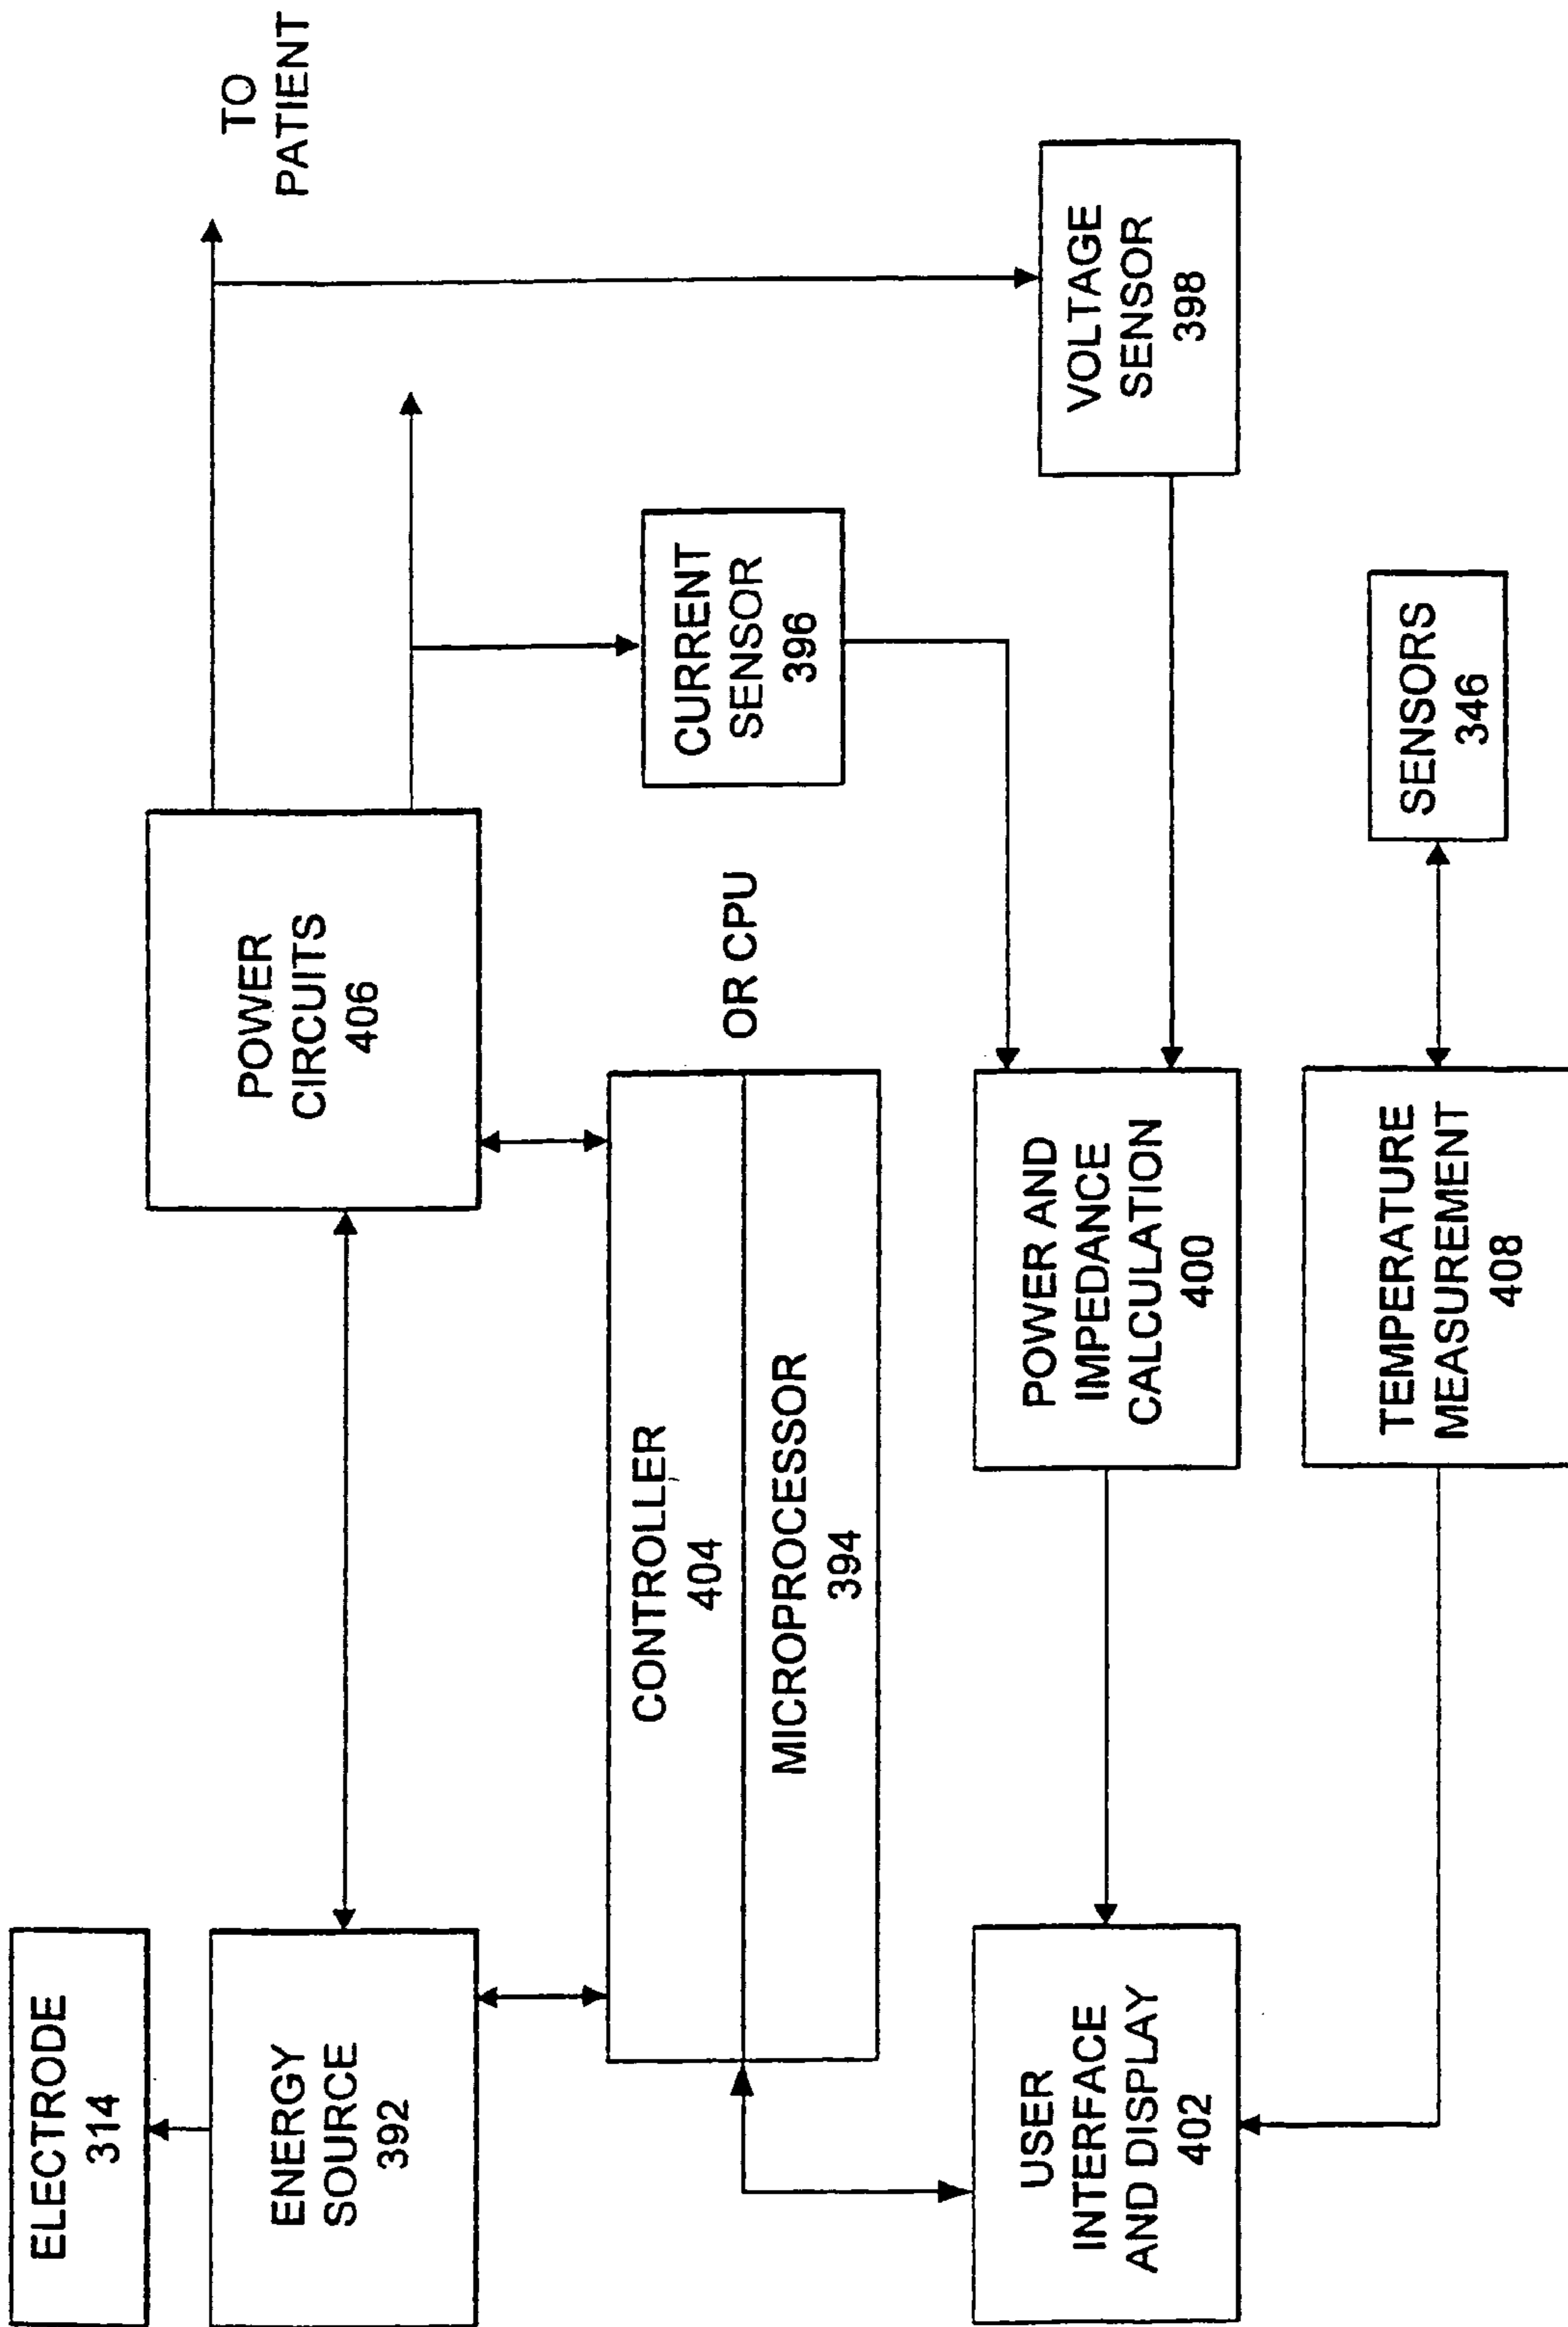 ELECTRODE
314
ENERGY
SOURCE
392
POWER
CIRCUITS
406
TO
PATIENT
CONTROLLER
404
MICROPROCESSOR
394
OR CPU
CURRENT
SENSOR
396
USER
INTERFACE
AND DISPLAY
402
POWER AND
IMPEDANCE
CALCULATION
400
VOLTAGE
SENSOR
398
TEMPERATURE
MEASUREMENT
408
SENSORS
346